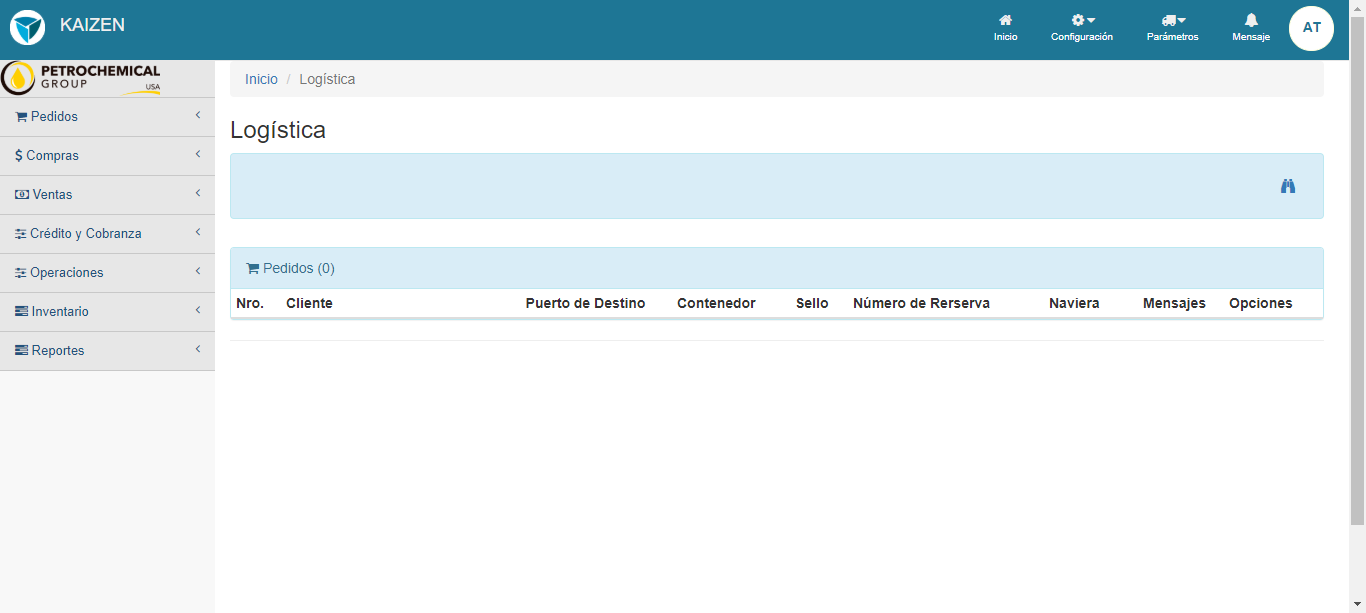 KAIZEN
Inicio
Configuración
Parámetros
Mensaje
AT
PETROCHEMICAL
GROUP
USA
Pedidos
Compras
Ventas
Crédito y Cobranza
Operaciones
Inventario
Reportes
Inicio / Logística
Logística
Pedidos (0)
Nro. Cliente Puerto de Destino Contenedor Sello Número de Rerserva Naviera Mensajes Opciones